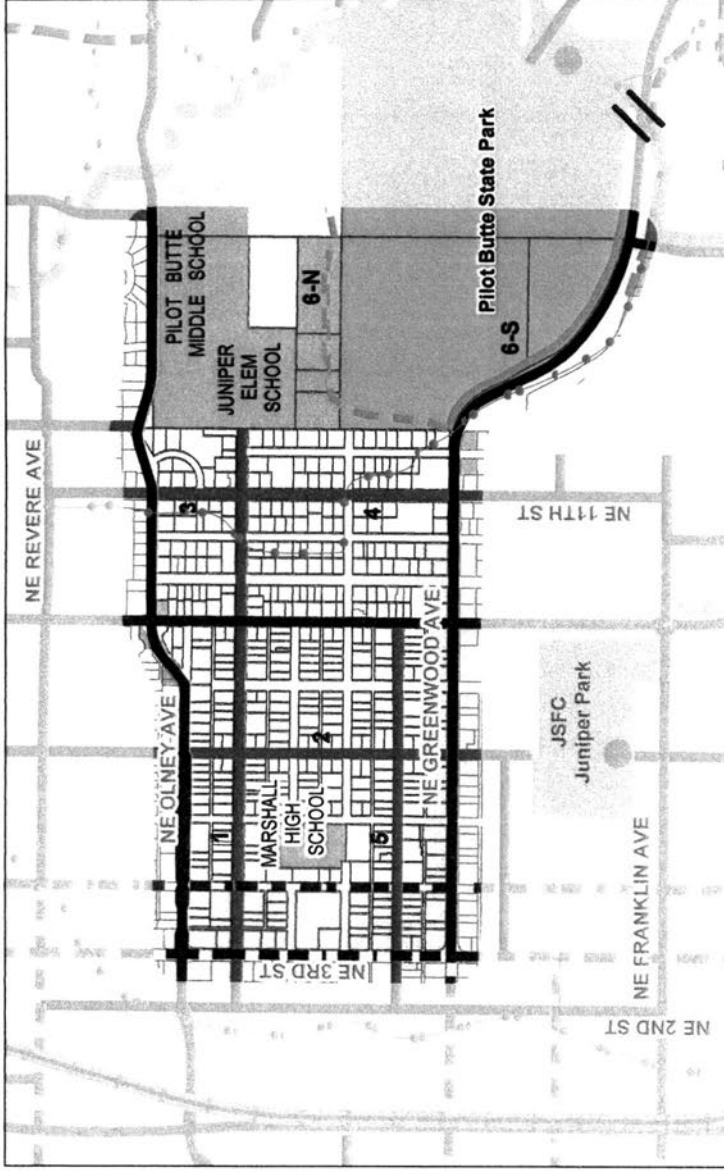 NE REVERE AVE
NE OLNEY AVE
PILOT BUTTE
MIDDLE SCHOOL
JUNIPER
ELEM
SCHOOL
6-N
3
1
MARSHALL
HIGH
SCHOOL
2
4
5
NE GREENWOOD AVE
Pilot Butte State Park
6-S
NE 3RD ST
NE 11TH ST
JSFC
Juniper Park
NE FRANKLIN AVE
NE 2ND ST